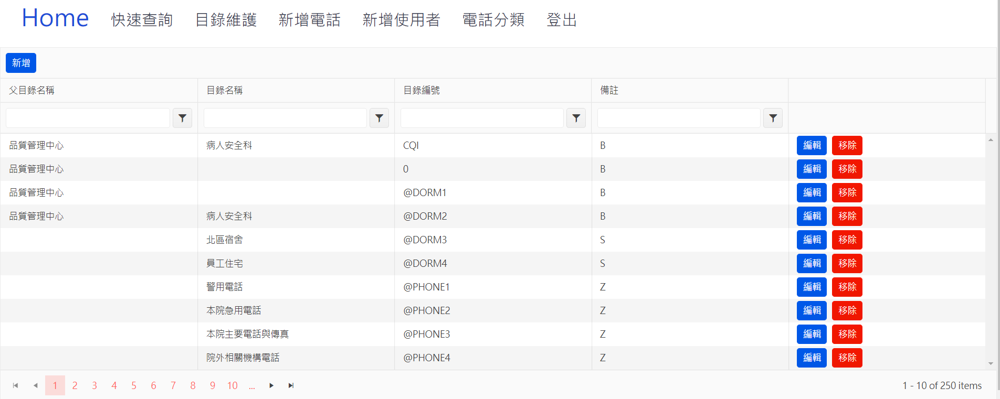 Home 快速查詢 目錄維護 新增電話 新增使用者 電話分類 登出
新增
父目錄名稱 目錄名稱 目錄編號 備註
品質管理中心 病人安全科 CQI B 編輯 移除
品質管理中心 0 B 編輯 移除
品質管理中心 @DORM1 B 編輯 移除
品質管理中心 病人安全科 @DORM2 B 編輯 移除
北區宿舍 @DORM3 S 編輯 移除
員工住宅 @DORM4 S 編輯 移除
警用電話 @PHONE1 Z 編輯 移除
本院急用電話 @PHONE2 Z 編輯 移除
本院主要電話與傳真 @PHONE3 Z 編輯 移除
院外相關機構電話 @PHONE4 Z 編輯 移除
1 2 3 4 5 6 7 8 9 10 ... 1 - 10 of 250 items